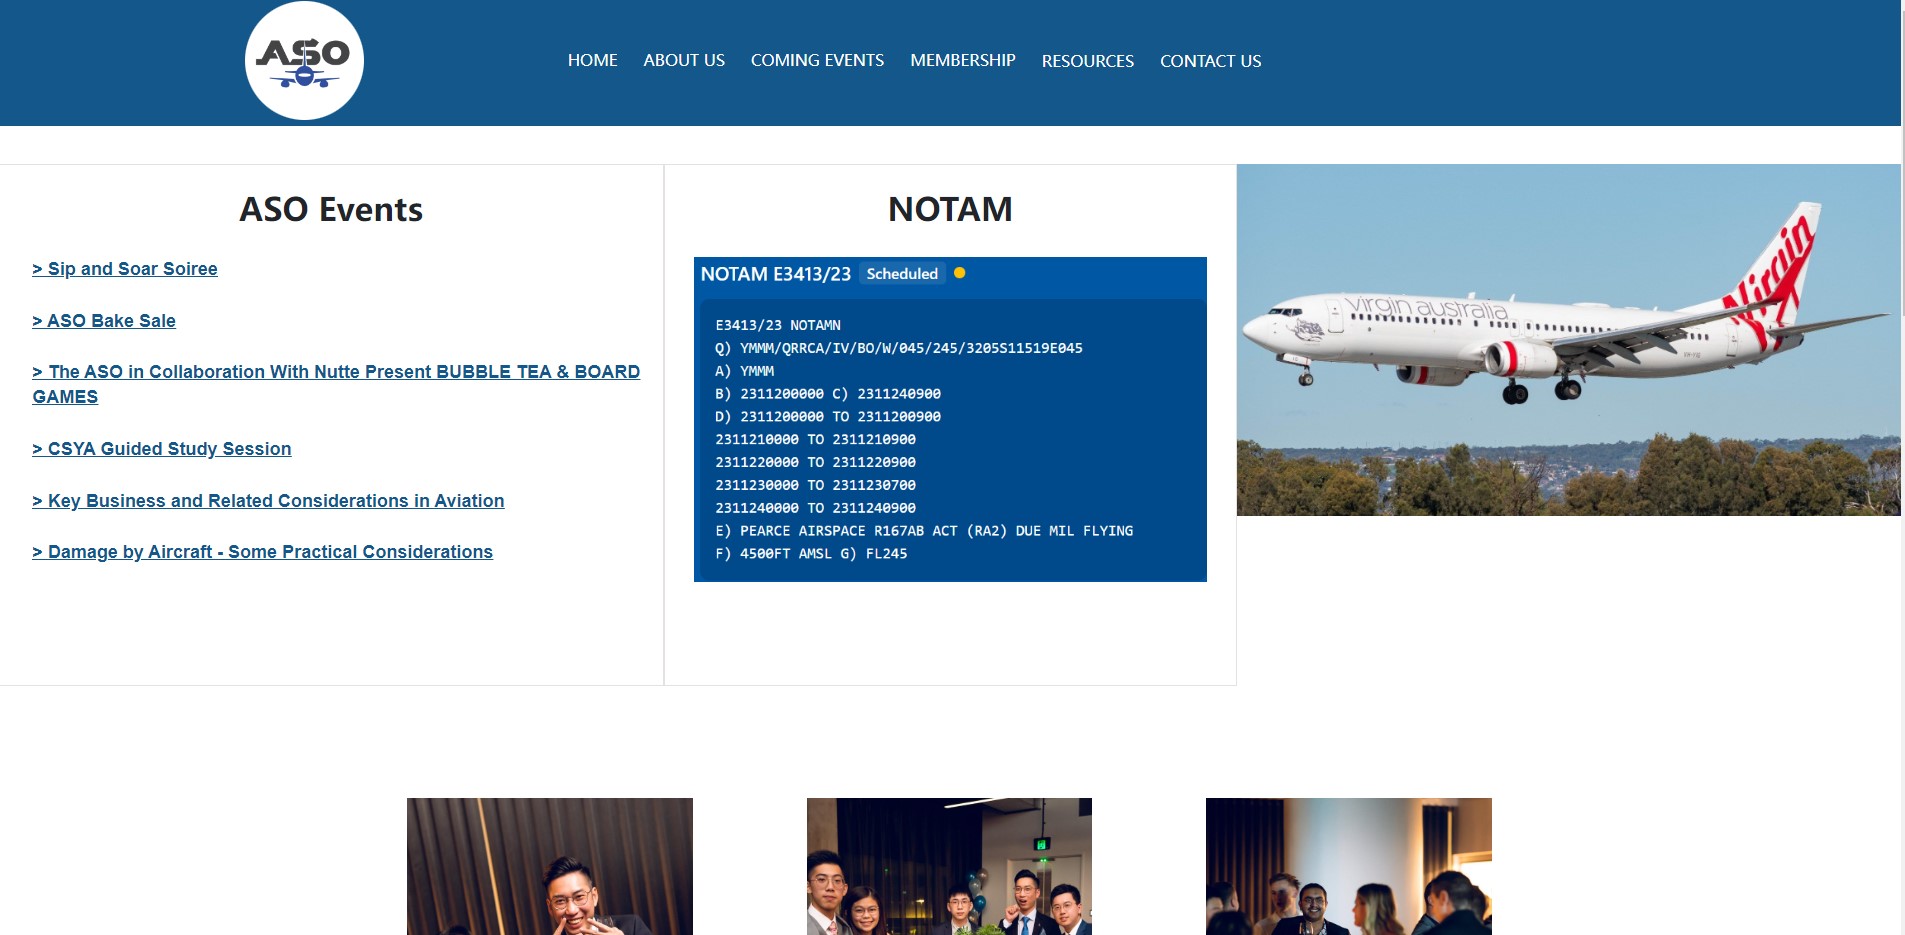 ASO
HOME ABOUT US COMING EVENTS MEMBERSHIP RESOURCES CONTACT US
ASO Events
> Sip and Soar Soiree
> ASO Bake Sale
> The ASO in Collaboration With Nutte Present BUBBLE TEA & BOARD
GAMES
> CSYA Guided Study Session
> Key Business and Related Considerations in Aviation
> Damage by Aircraft - Some Practical Considerations
NOTAM
NOTAM E3413/23 Scheduled
E3413/23 NOTAMN
Q) YMMM/QRRCA/IV/BO/W/045/245/3205S11519E045
A) YMMM
B) 2311200000 C) 2311240900
D) 2311200000 TO 2311200900
2311210000 TO 2311210900
2311220000 TO 2311220900
2311230000 TO 2311230700
2311240000 TO 2311240900
E) PEARCE AIRSPACE R167AB ACT (RA2) DUE MIL FLYING
F) 4500FT AMSL G) FL245
virgin australia
Virgin